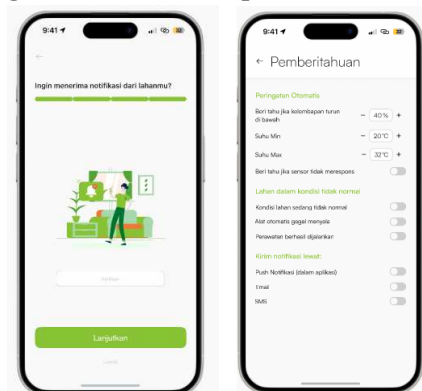 9:41
Ingin menerima notifikasi dari lahanmu?
Lanjutkan
9:41
← Pemberitahuan
Peringatan Otomatis
Beri tahu jika kelembapan turun
di bawah
− 40% +
Suhu Min
− 20°C +
Suhu Max
− 32°C +
Beri tahu jika sensor tidak merespons
Lahan dalam kondisi tidak normal
Kondisi lahan sedang tidak normal
Alat otomatis gagal menyala
Perawatan berhasil dijalankan
Kirim notifikasi lewat:
Push Notifikasi (dalam aplikasi)
Email
SMS